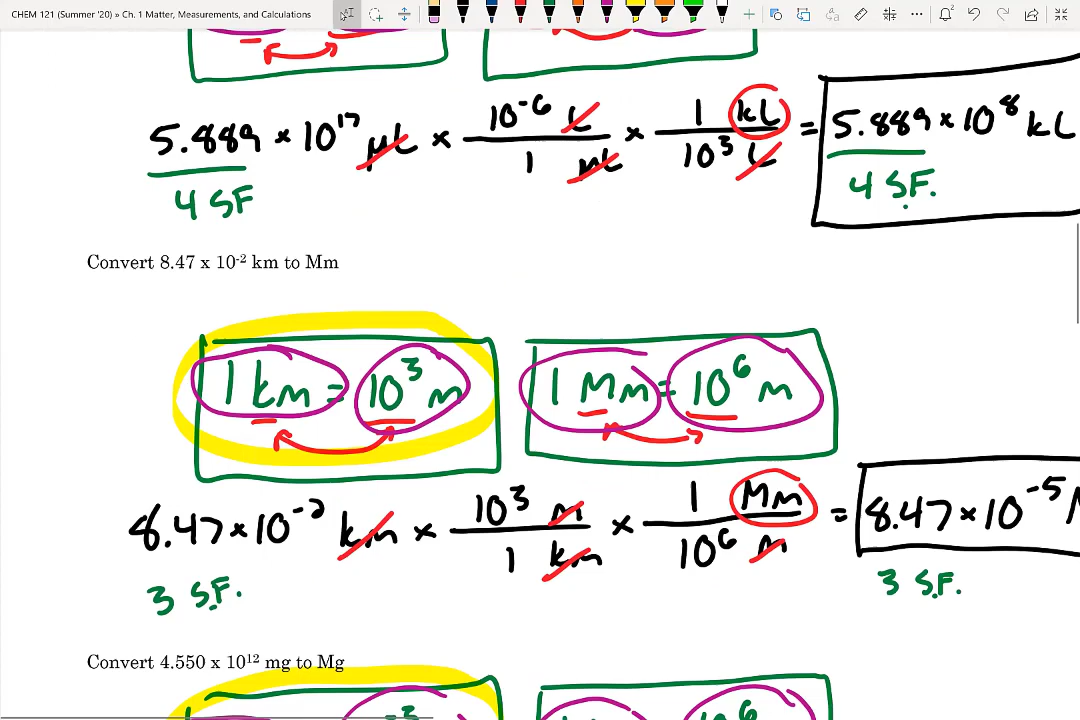 CHEM 121 (Summer '20) » Ch. 1 Matter, Measurements, and Calculations
5.889 × 10¹⁷ μL × 10⁻⁶ L / 1 μL × 1 kL / 10³ L = 5.889 × 10⁸ kL
4 SF
4 S.F.
Convert 8.47 x 10⁻² km to Mm
1 km = 10³ m
1 Mm = 10⁶ m
8.47 × 10⁻² km × 10³ m / 1 km × 1 Mm / 10⁶ m = 8.47 × 10⁻⁵ M
3 S.F.
3 S.F.
Convert 4.550 x 10¹² mg to Mg